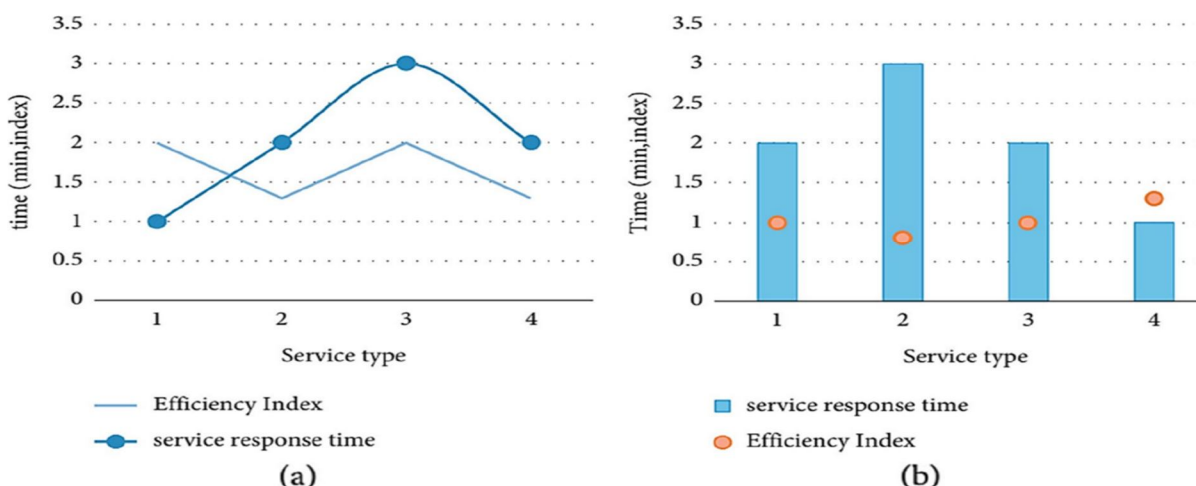 time (min,index)
3.5
3
2.5
2
1.5
1
0.5
0
1 2 3 4
Service type
Efficiency Index
service response time
(a)
Time (min,index)
3.5
3
2.5
2
1.5
1
0.5
0
1 2 3 4
Service type
service response time
Efficiency Index
(b)